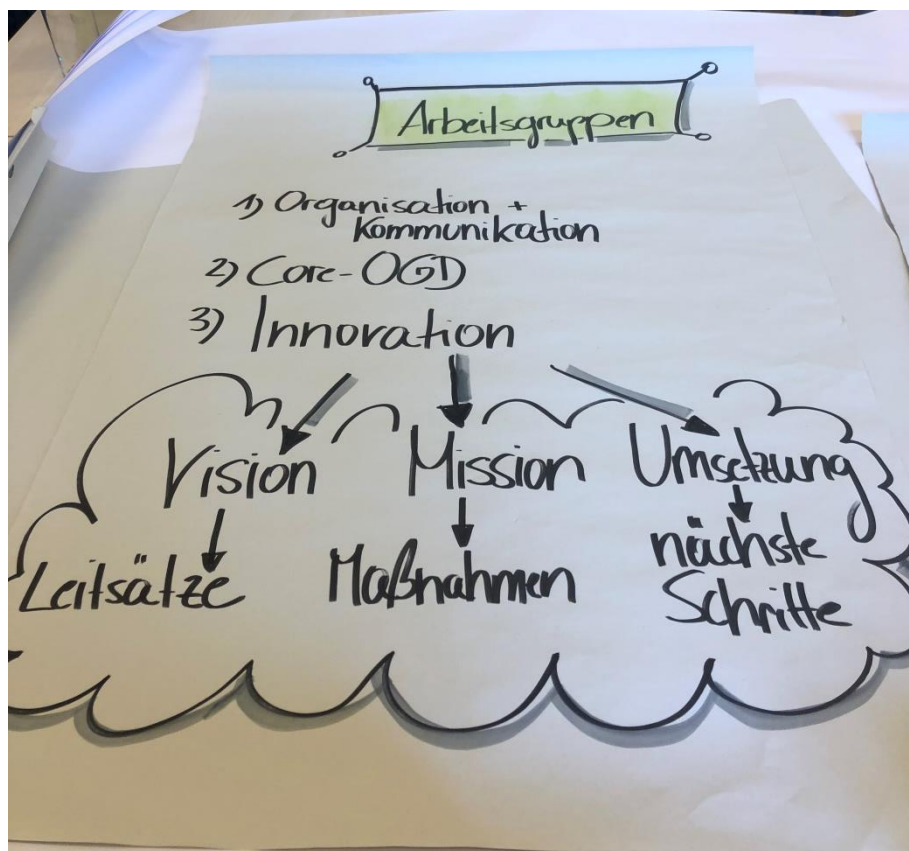 Arbeitsgruppen
1) Organisation +
Kommunikation
2) Core-OGD
3) Innovation
Vision Mission Umsetzung
Leitsätze Maßnahmen nächste
Schritte